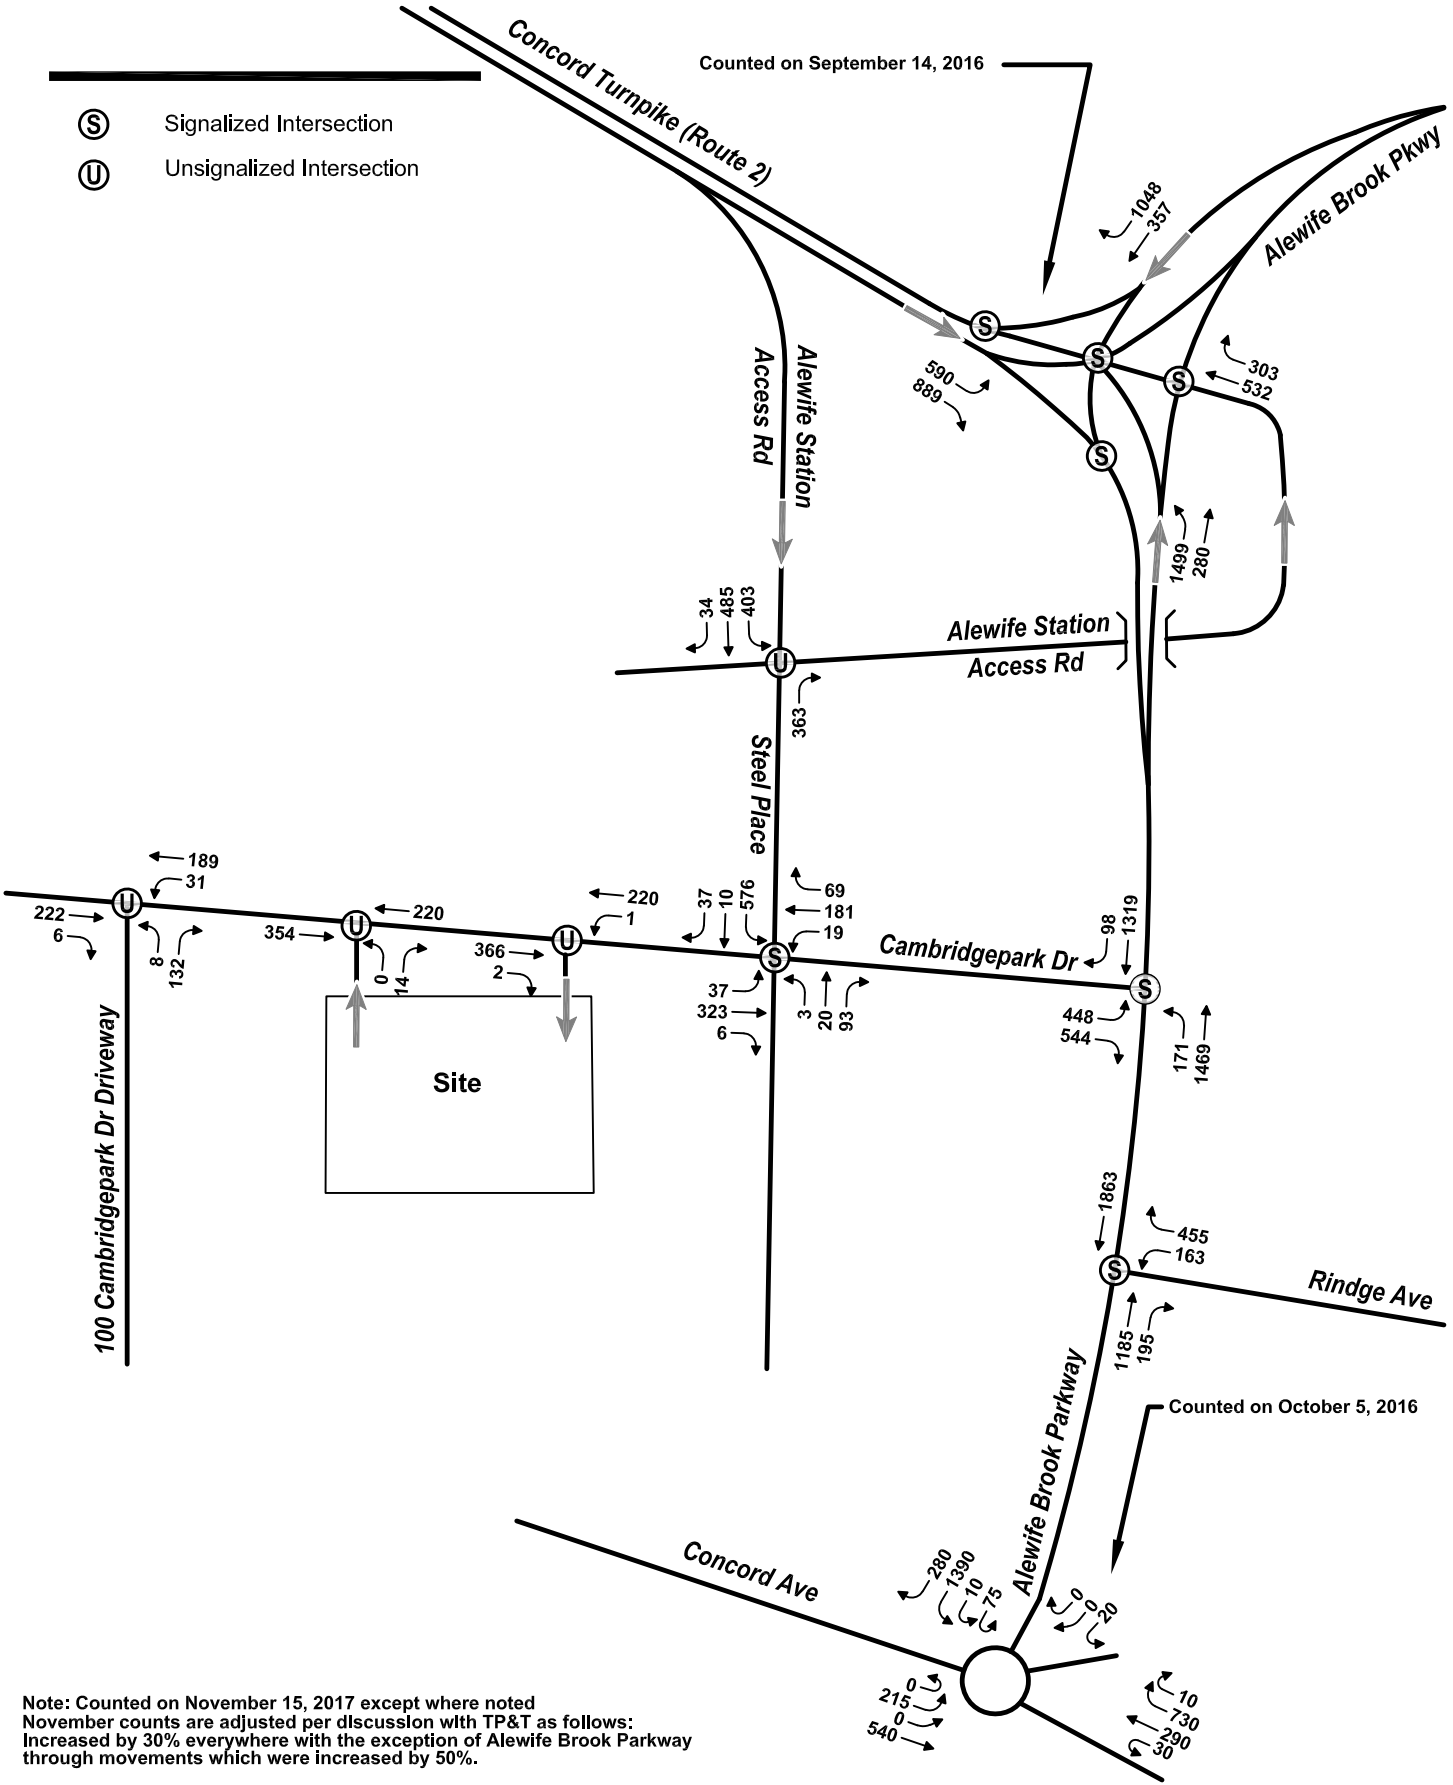 Concord Turnpike (Route 2)
Counted on September 14, 2016
S Signalized Intersection
U Unsignalized Intersection
Alewife Brook Pkwy
1048
357
S
S
S
S
590
889
303
532
Alewife Station
Access Rd
1499
280
34
485
403
U
363
Alewife Station
Access Rd
Steel Place
189
31
U
222
6
8
132
220
U
354
0
14
220
1
U
366
2
37
10
576
69
181
19
S
37
323
6
3
20
93
Cambridgepark Dr
98
1319
S
448
544
171
1469
Site
100 Cambridgepark Dr Driveway
1863
455
163
S
Rindge Ave
1185
195
Alewife Brook Parkway
Counted on October 5, 2016
Concord Ave
280
1390
10
75
0
0
20
0
215
0
540
10
730
290
30
Note: Counted on November 15, 2017 except where noted
November counts are adjusted per discussion with TP&T as follows:
Increased by 30% everywhere with the exception of Alewife Brook Parkway
through movements which were increased by 50%.